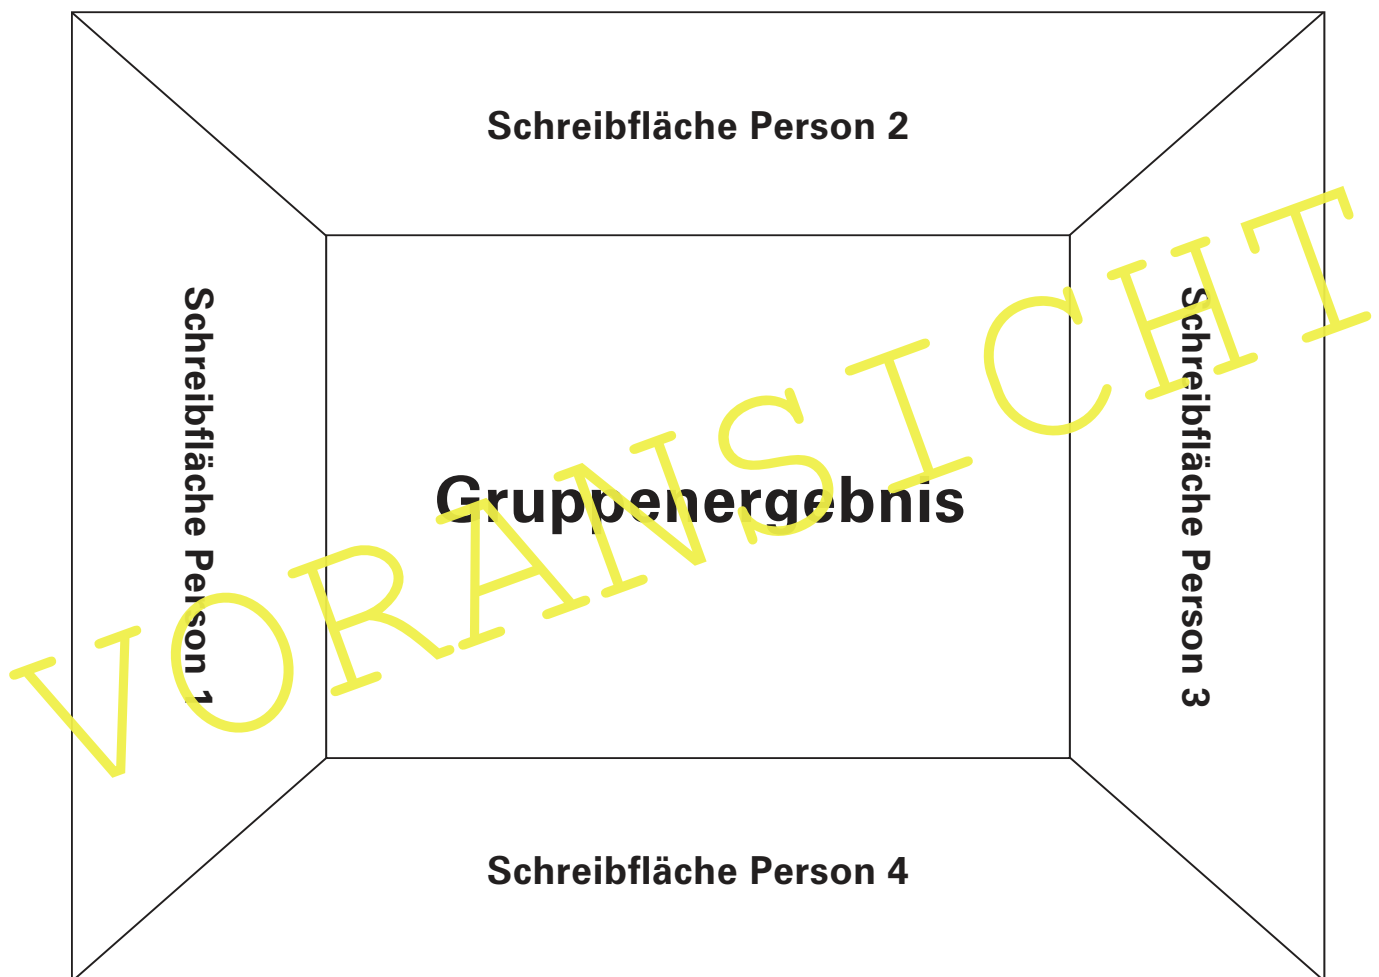 Schreibfläche Person 2
Schreibfläche Person 1
Gruppenergebnis
Schreibfläche Person 3
Schreibfläche Person 4
VORANSICHT